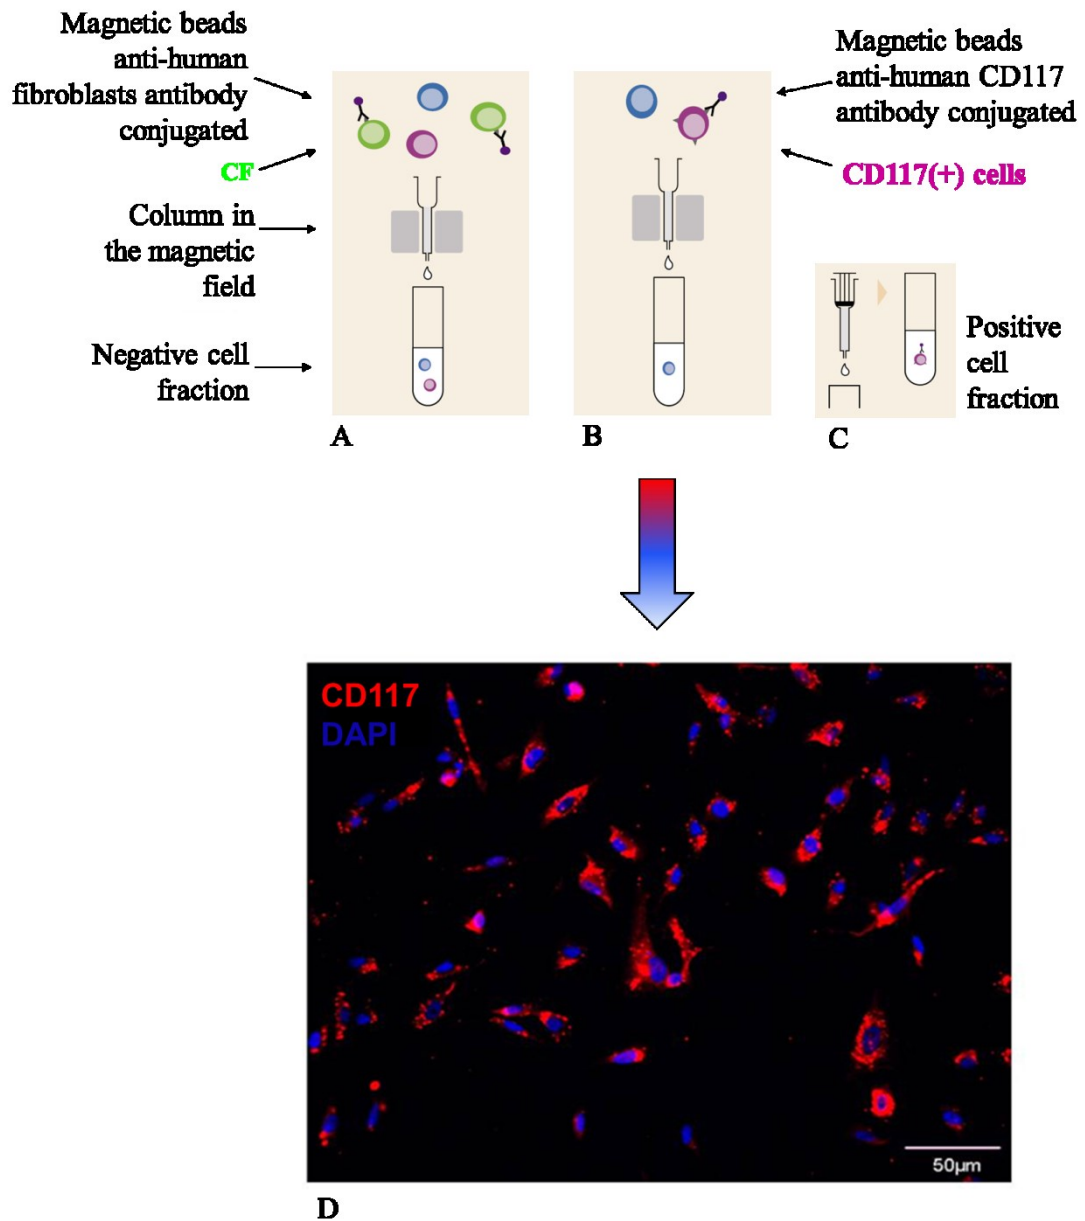 Magnetic beads
anti-human
fibroblasts antibody
conjugated
CF
Column in
the magnetic
field
Negative cell
fraction
A
B
Magnetic beads
anti-human CD117
antibody conjugated
CD117(+) cells
Positive
cell
fraction
C
CD117
DAPI
50µm
D